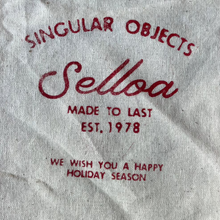 SINGULAR OBJECTS
Selloa
MADE TO LAST
EST. 1978
WE WISH YOU A HAPPY
HOLIDAY SEASON